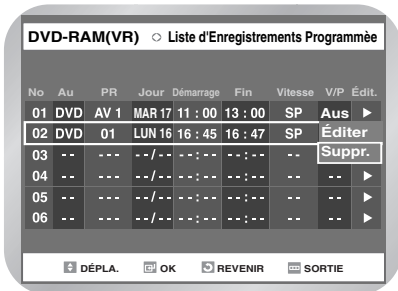 DVD-RAM(VR) Liste d'Enregistrements Programmèe
No Au PR Jour Démarrage Fin Vitesse V/P Édit.
01 DVD AV 1 MAR 17 11 : 00 13 : 00 SP Aus ►
02 DVD 01 LUN 16 16 : 45 16 : 47 SP Éditer
03 -- --- --/-- --:-- --:-- -- Suppr.
04 -- --- --/-- --:-- --:-- -- -- ►
05 -- --- --/-- --:-- --:-- -- -- ►
06 -- --- --/-- --:-- --:-- -- -- ►
DÉPLA. OK REVENIR SORTIE